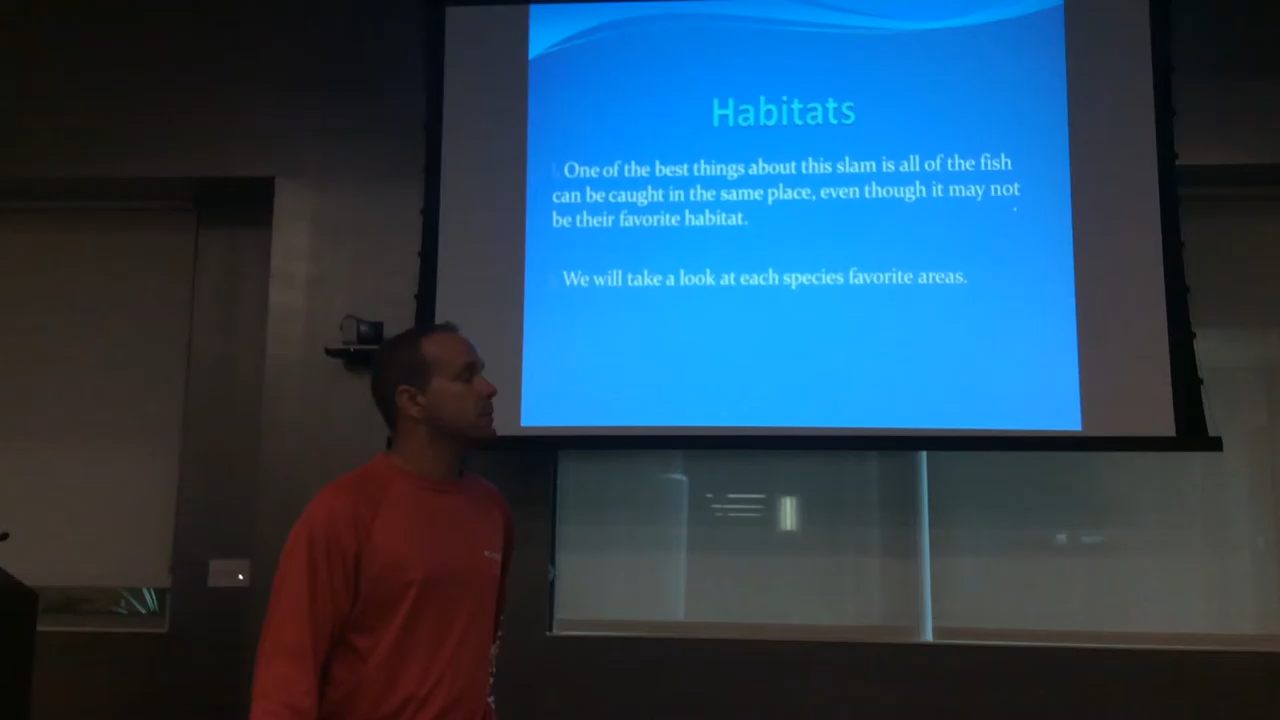 Habitats
One of the best things about this slam is all of the fish
can be caught in the same place, even though it may not
be their favorite habitat.
We will take a look at each species favorite areas.